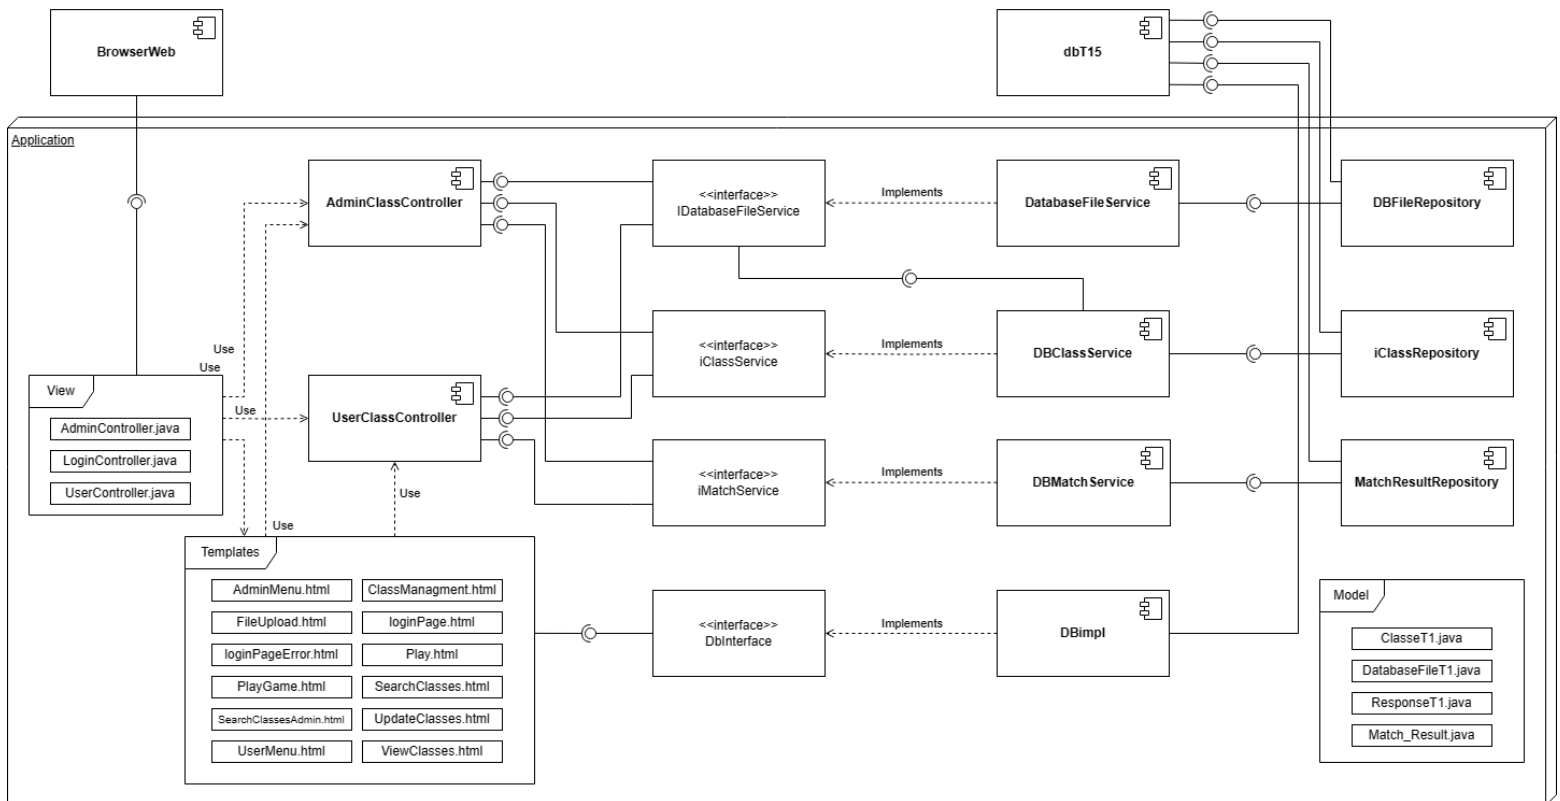 BrowserWeb
dbT15
Application
AdminClassController
<<interface>>
IDatabaseFileService
Implements
DatabaseFileService
DBFileRepository
Use
Use
<<interface>>
iClassService
Implements
DBClassService
iClassRepository
View
AdminController.java
LoginController.java
UserController.java
Use
UserClassController
Use
Use
<<interface>>
iMatchService
Implements
DBMatchService
MatchResultRepository
Templates
AdminMenu.html
ClassManagment.html
FileUpload.html
loginPage.html
loginPageError.html
Play.html
PlayGame.html
SearchClasses.html
SearchClassesAdmin.html
UpdateClasses.html
UserMenu.html
ViewClasses.html
<<interface>>
DbInterface
Implements
DBimpl
Model
ClasseT1.java
DatabaseFileT1.java
ResponseT1.java
Match_Result.java